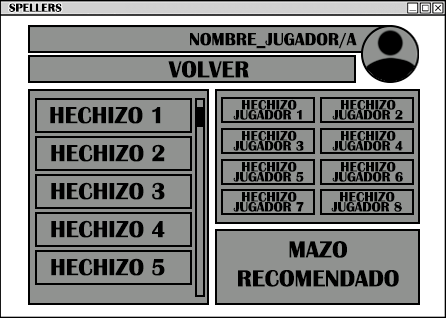 SPELLERS
NOMBRE_JUGADOR/A
VOLVER
HECHIZO 1
HECHIZO 2
HECHIZO 3
HECHIZO 4
HECHIZO 5
HECHIZO
JUGADOR 1
HECHIZO
JUGADOR 2
HECHIZO
JUGADOR 3
HECHIZO
JUGADOR 4
HECHIZO
JUGADOR 5
HECHIZO
JUGADOR 6
HECHIZO
JUGADOR 7
HECHIZO
JUGADOR 8
MAZO
RECOMENDADO